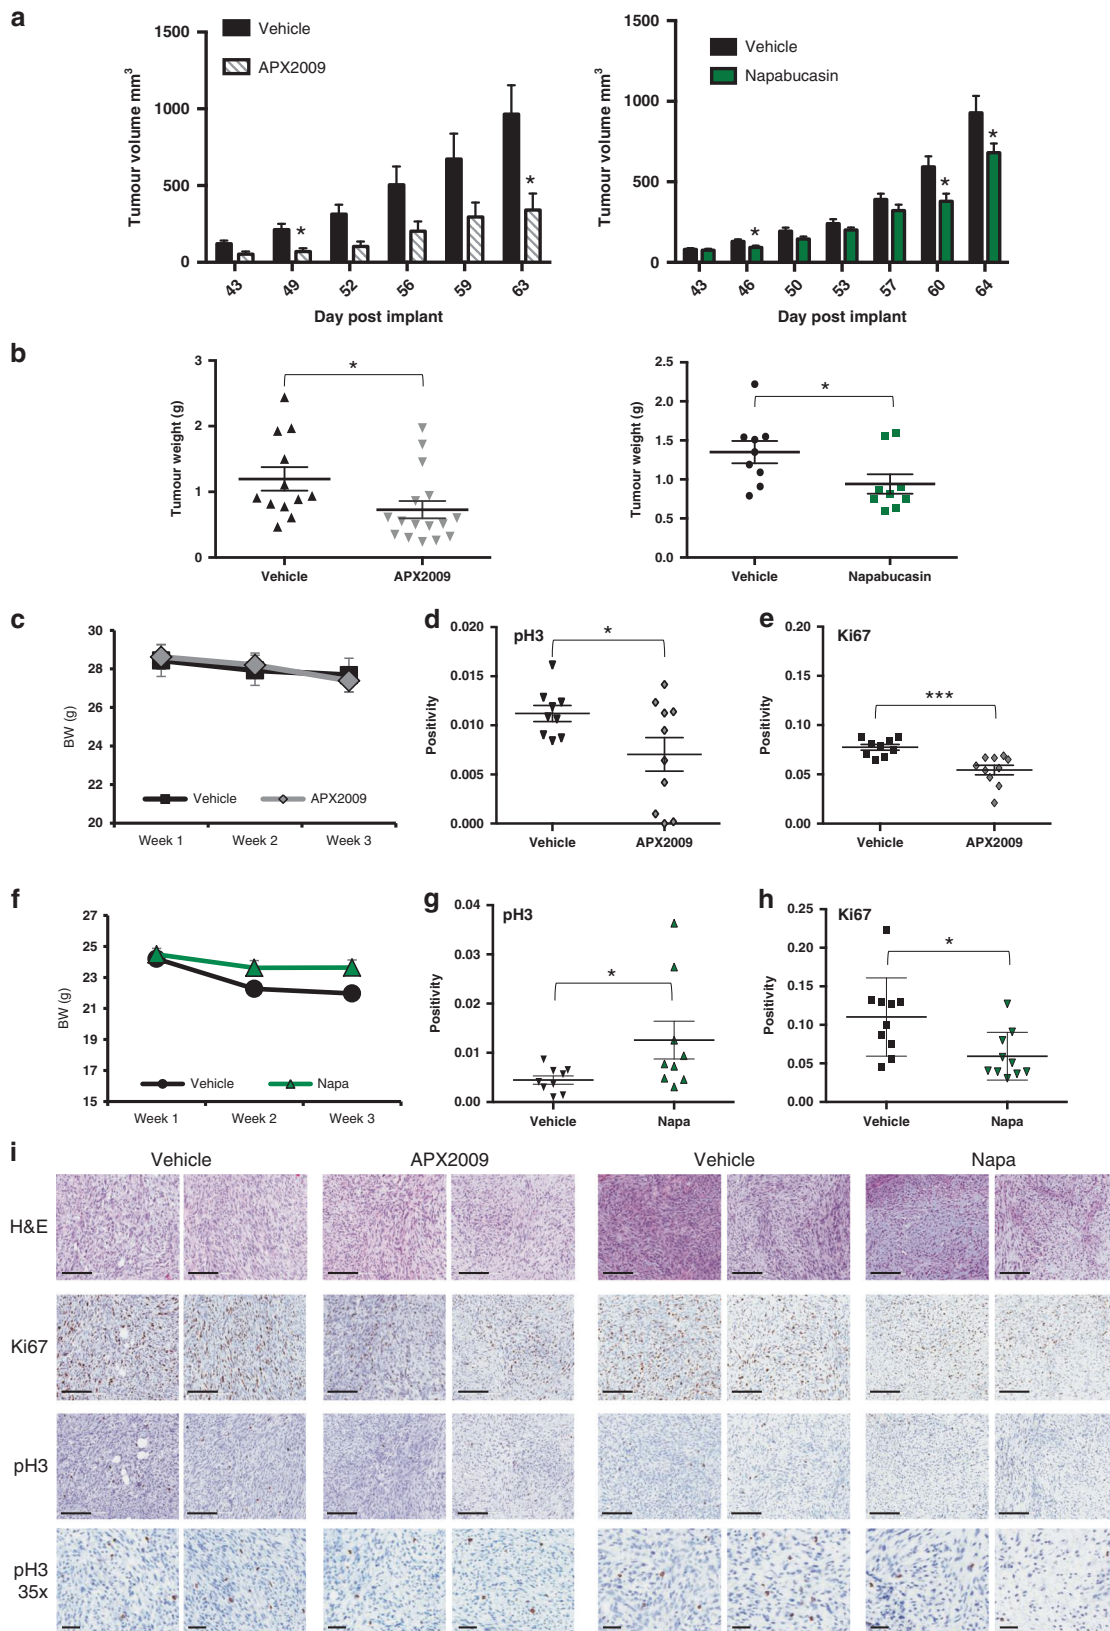 a
1500
1000
500
0
Tumour volume mm³
Vehicle
APX2009
*
*
43 49 52 56 59 63
Day post implant
1500
1000
500
0
Tumour volume mm³
Vehicle
Napabucasin
*
*
*
43 46 50 53 57 60 64
Day post implant
b
3
2
1
0
Tumour weight (g)
*
Vehicle APX2009
2.5
2.0
1.5
1.0
0.5
0.0
Tumour weight (g)
*
Vehicle Napabucasin
c
30
28
26
24
22
20
BW (g)
Vehicle APX2009
Week 1 Week 2 Week 3
d
0.020
0.015
0.010
0.005
0.000
Positivity
pH3
*
Vehicle APX2009
e
0.20
0.15
0.10
0.05
0.00
Positivity
Ki67
***
Vehicle APX2009
f
27
25
23
21
19
17
15
BW (g)
Vehicle Napa
Week 1 Week 2 Week 3
g
0.04
0.03
0.02
0.01
0.00
Positivity
pH3
*
Vehicle Napa
h
0.25
0.20
0.15
0.10
0.05
0.00
Positivity
Ki67
*
Vehicle Napa
i
Vehicle APX2009 Vehicle Napa
H&E
Ki67
pH3
pH3
35x